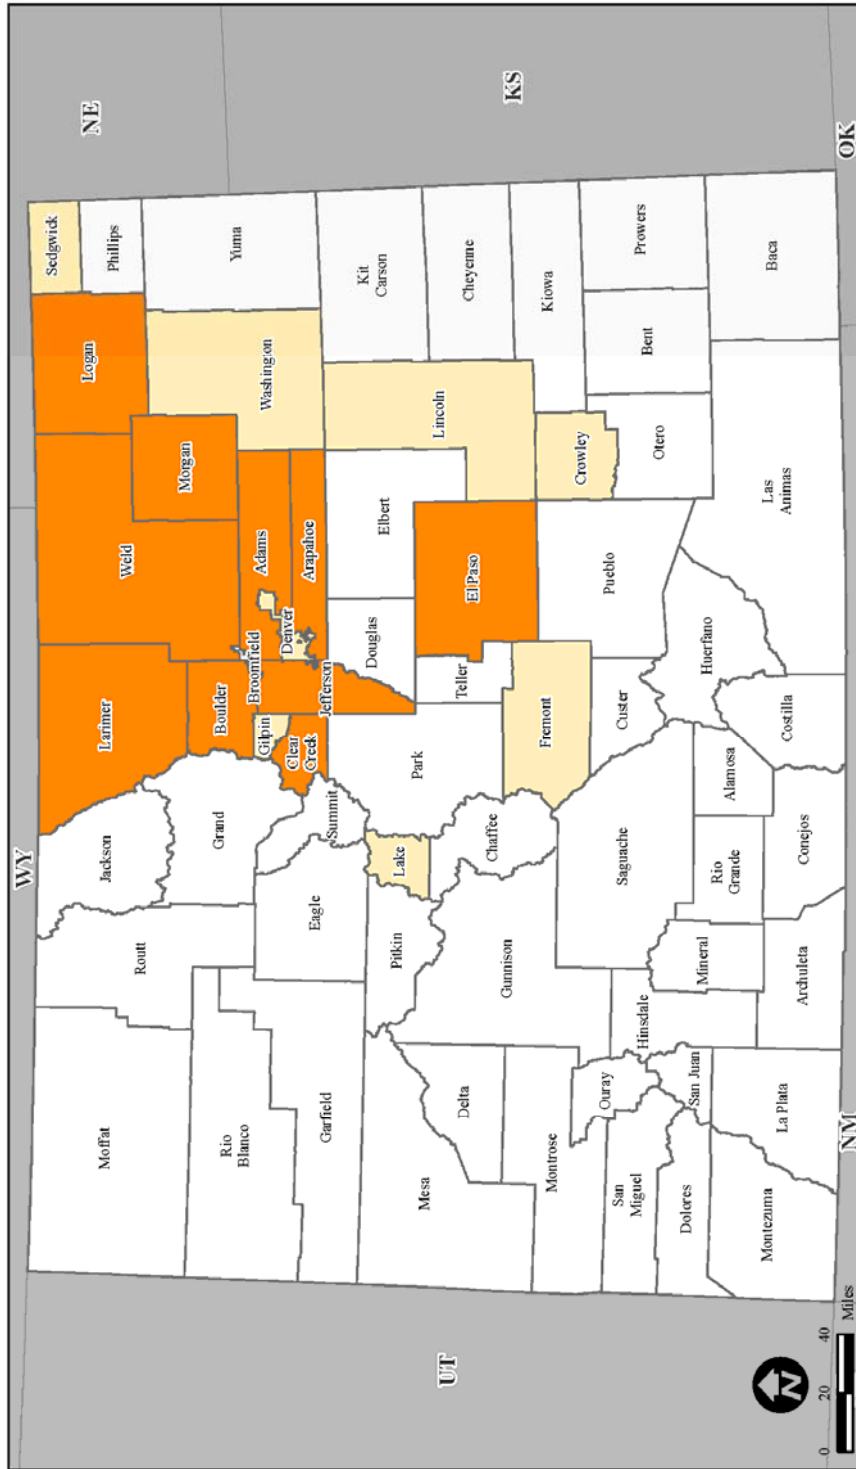 WY
NE
Sedgwick
Logan
Phillips
Larimer
Weld
Jackson
Moffat
Routt
Morgan
Yuma
Boulder
Grand
Washington
Adams
Broomfield
Rio
Blanco
Gilpin
Denver
Arapahoe
Clear
Creek
Jefferson
Eagle
Summit
Garfield
KS
Kit
Carson
Douglas
Elbert
Pitkin
Lake
Park
Lincoln
Mesa
Delta
Teller
El Paso
Cheyenne
UT
Chaffee
Gunnison
Fremont
Kiowa
Montrose
Crowley
Ouray
Pueblo
Custer
Saguache
San
Miguel
Hinsdale
Prowers
Bent
Otero
Dolores
San Juan
Mineral
Rio
Grande
Alamosa
Huerfano
Las
Animas
Baca
Montezuma
La Plata
Archuleta
Conejos
Costilla
N
0 20 40
Miles
NM
OK